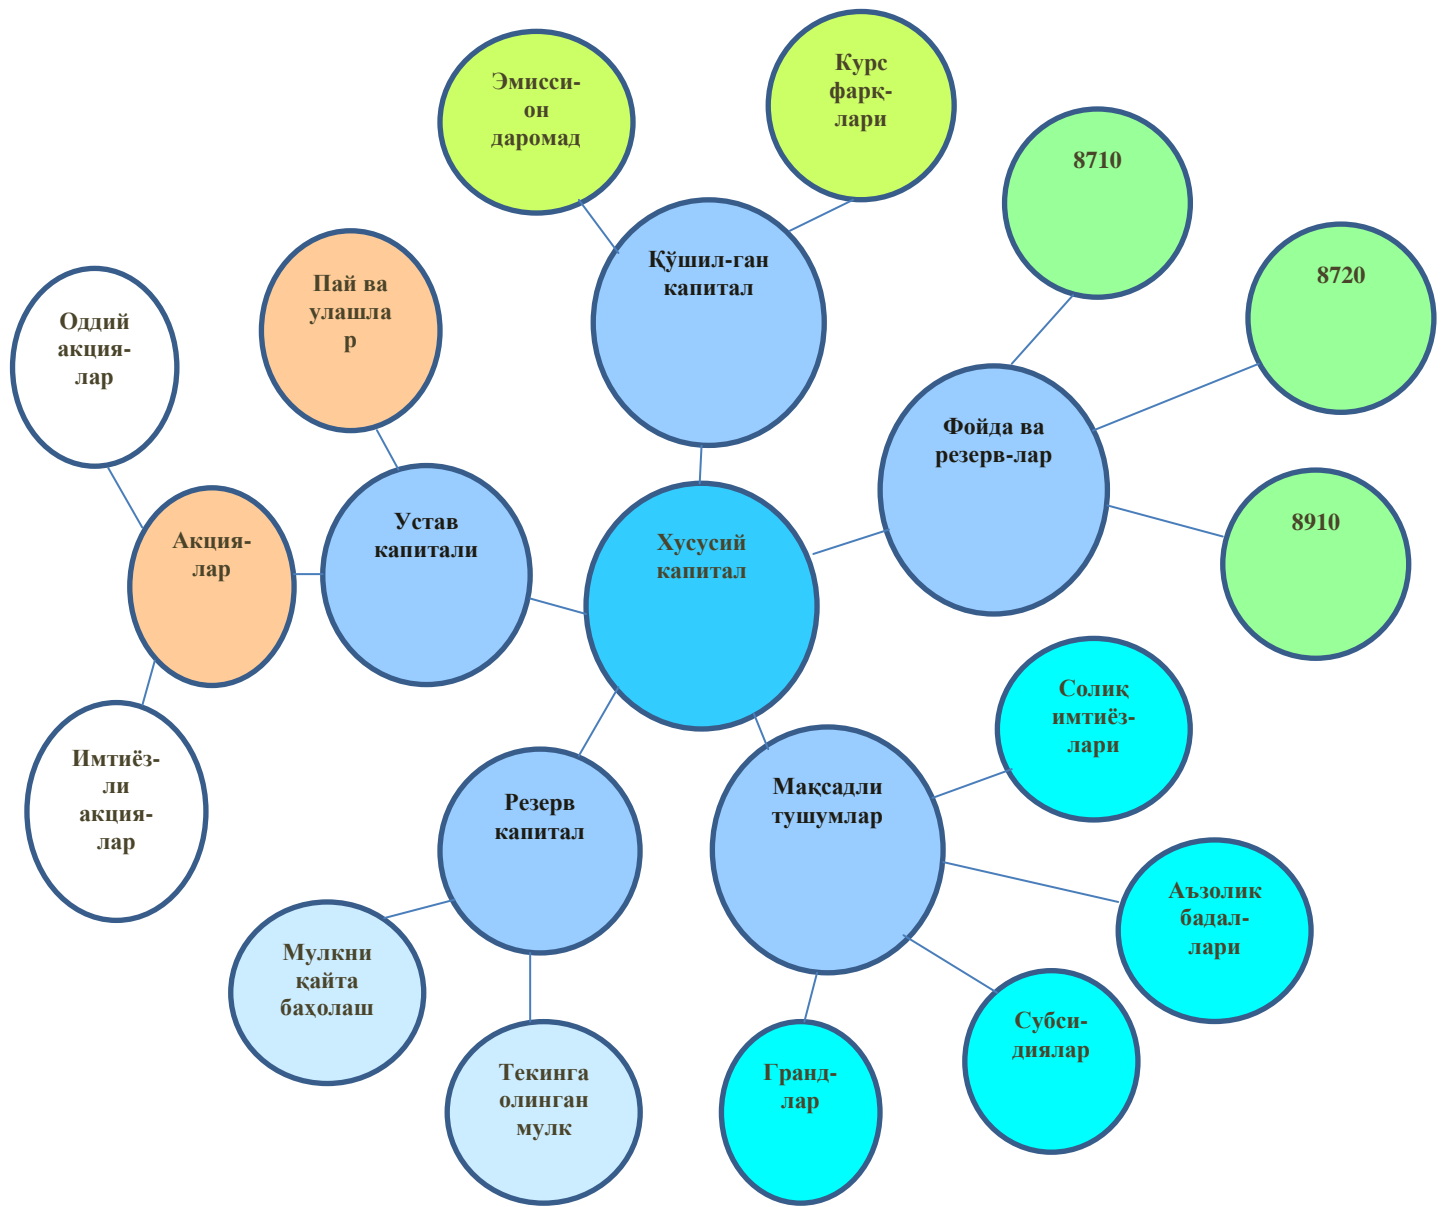 Эмисси-
он
даромад
Курс
фарқ-
лари
8710
8720
8910
Қўшил-ган
капитал
Пай ва
улашла
р
Оддий
акция-
лар
Фойда ва
резерв-лар
Устав
капитали
Акция-
лар
Хусусий
капитал
Имтиёз-
ли
акция-
лар
Резерв
капитал
Мақсадли
тушумлар
Солиқ
имтиёз-
лари
Аъзолик
бадал-
лари
Субси-
диялар
Гранд-
лар
Мулкни
қайта
баҳолаш
Текинга
олинган
мулк